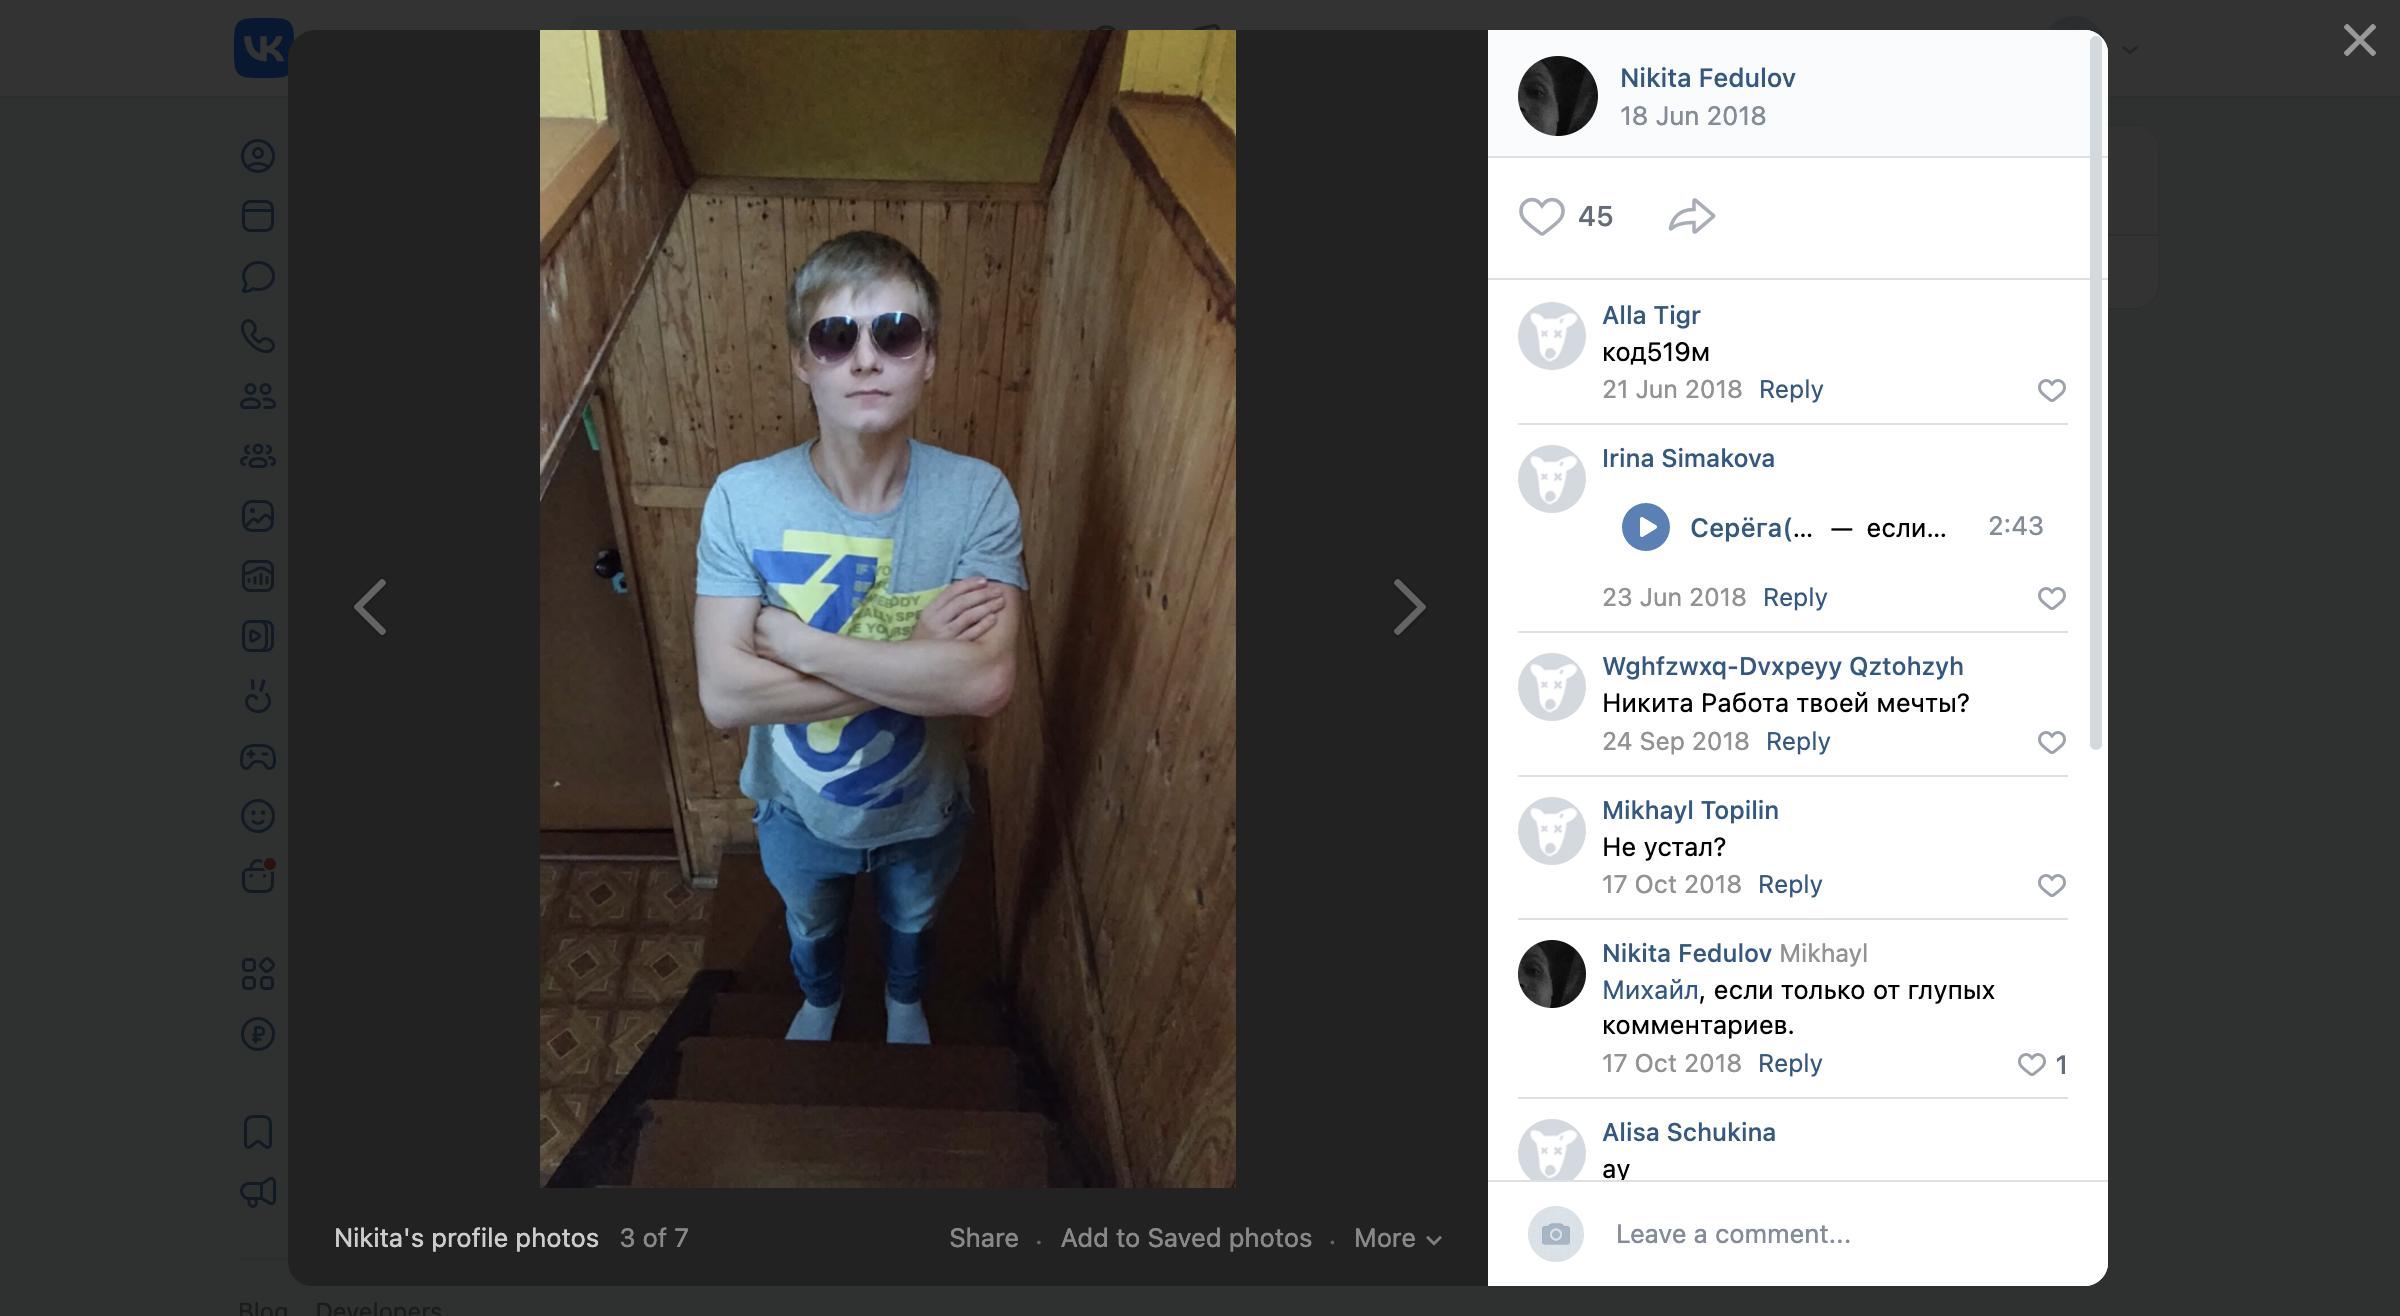 VK
Nikita Fedulov
18 Jun 2018
45
Alla Tigr
код519м
21 Jun 2018 Reply
Irina Simakova
Серёга(... — если... 2:43
23 Jun 2018 Reply
Wghfzwxq-Dvxpeyy Qztohzyh
Никита Работа твоей мечты?
24 Sep 2018 Reply
Mikhayl Topilin
Не устал?
17 Oct 2018 Reply
Nikita Fedulov Mikhayl
Михайл, если только от глупых
комментариев.
17 Oct 2018 Reply
1
Alisa Schukina
ау
Leave a comment...
IF YO
Nikita's profile photos 3 of 7
Share · Add to Saved photos · More
Blog Developers